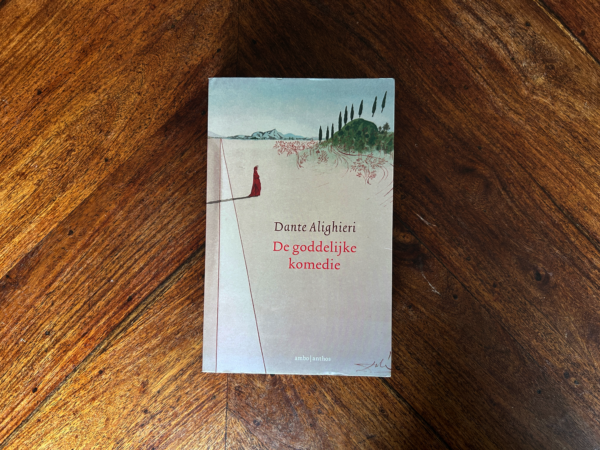 Dante Alighieri
De goddelijke
komedie
ambo|anthos